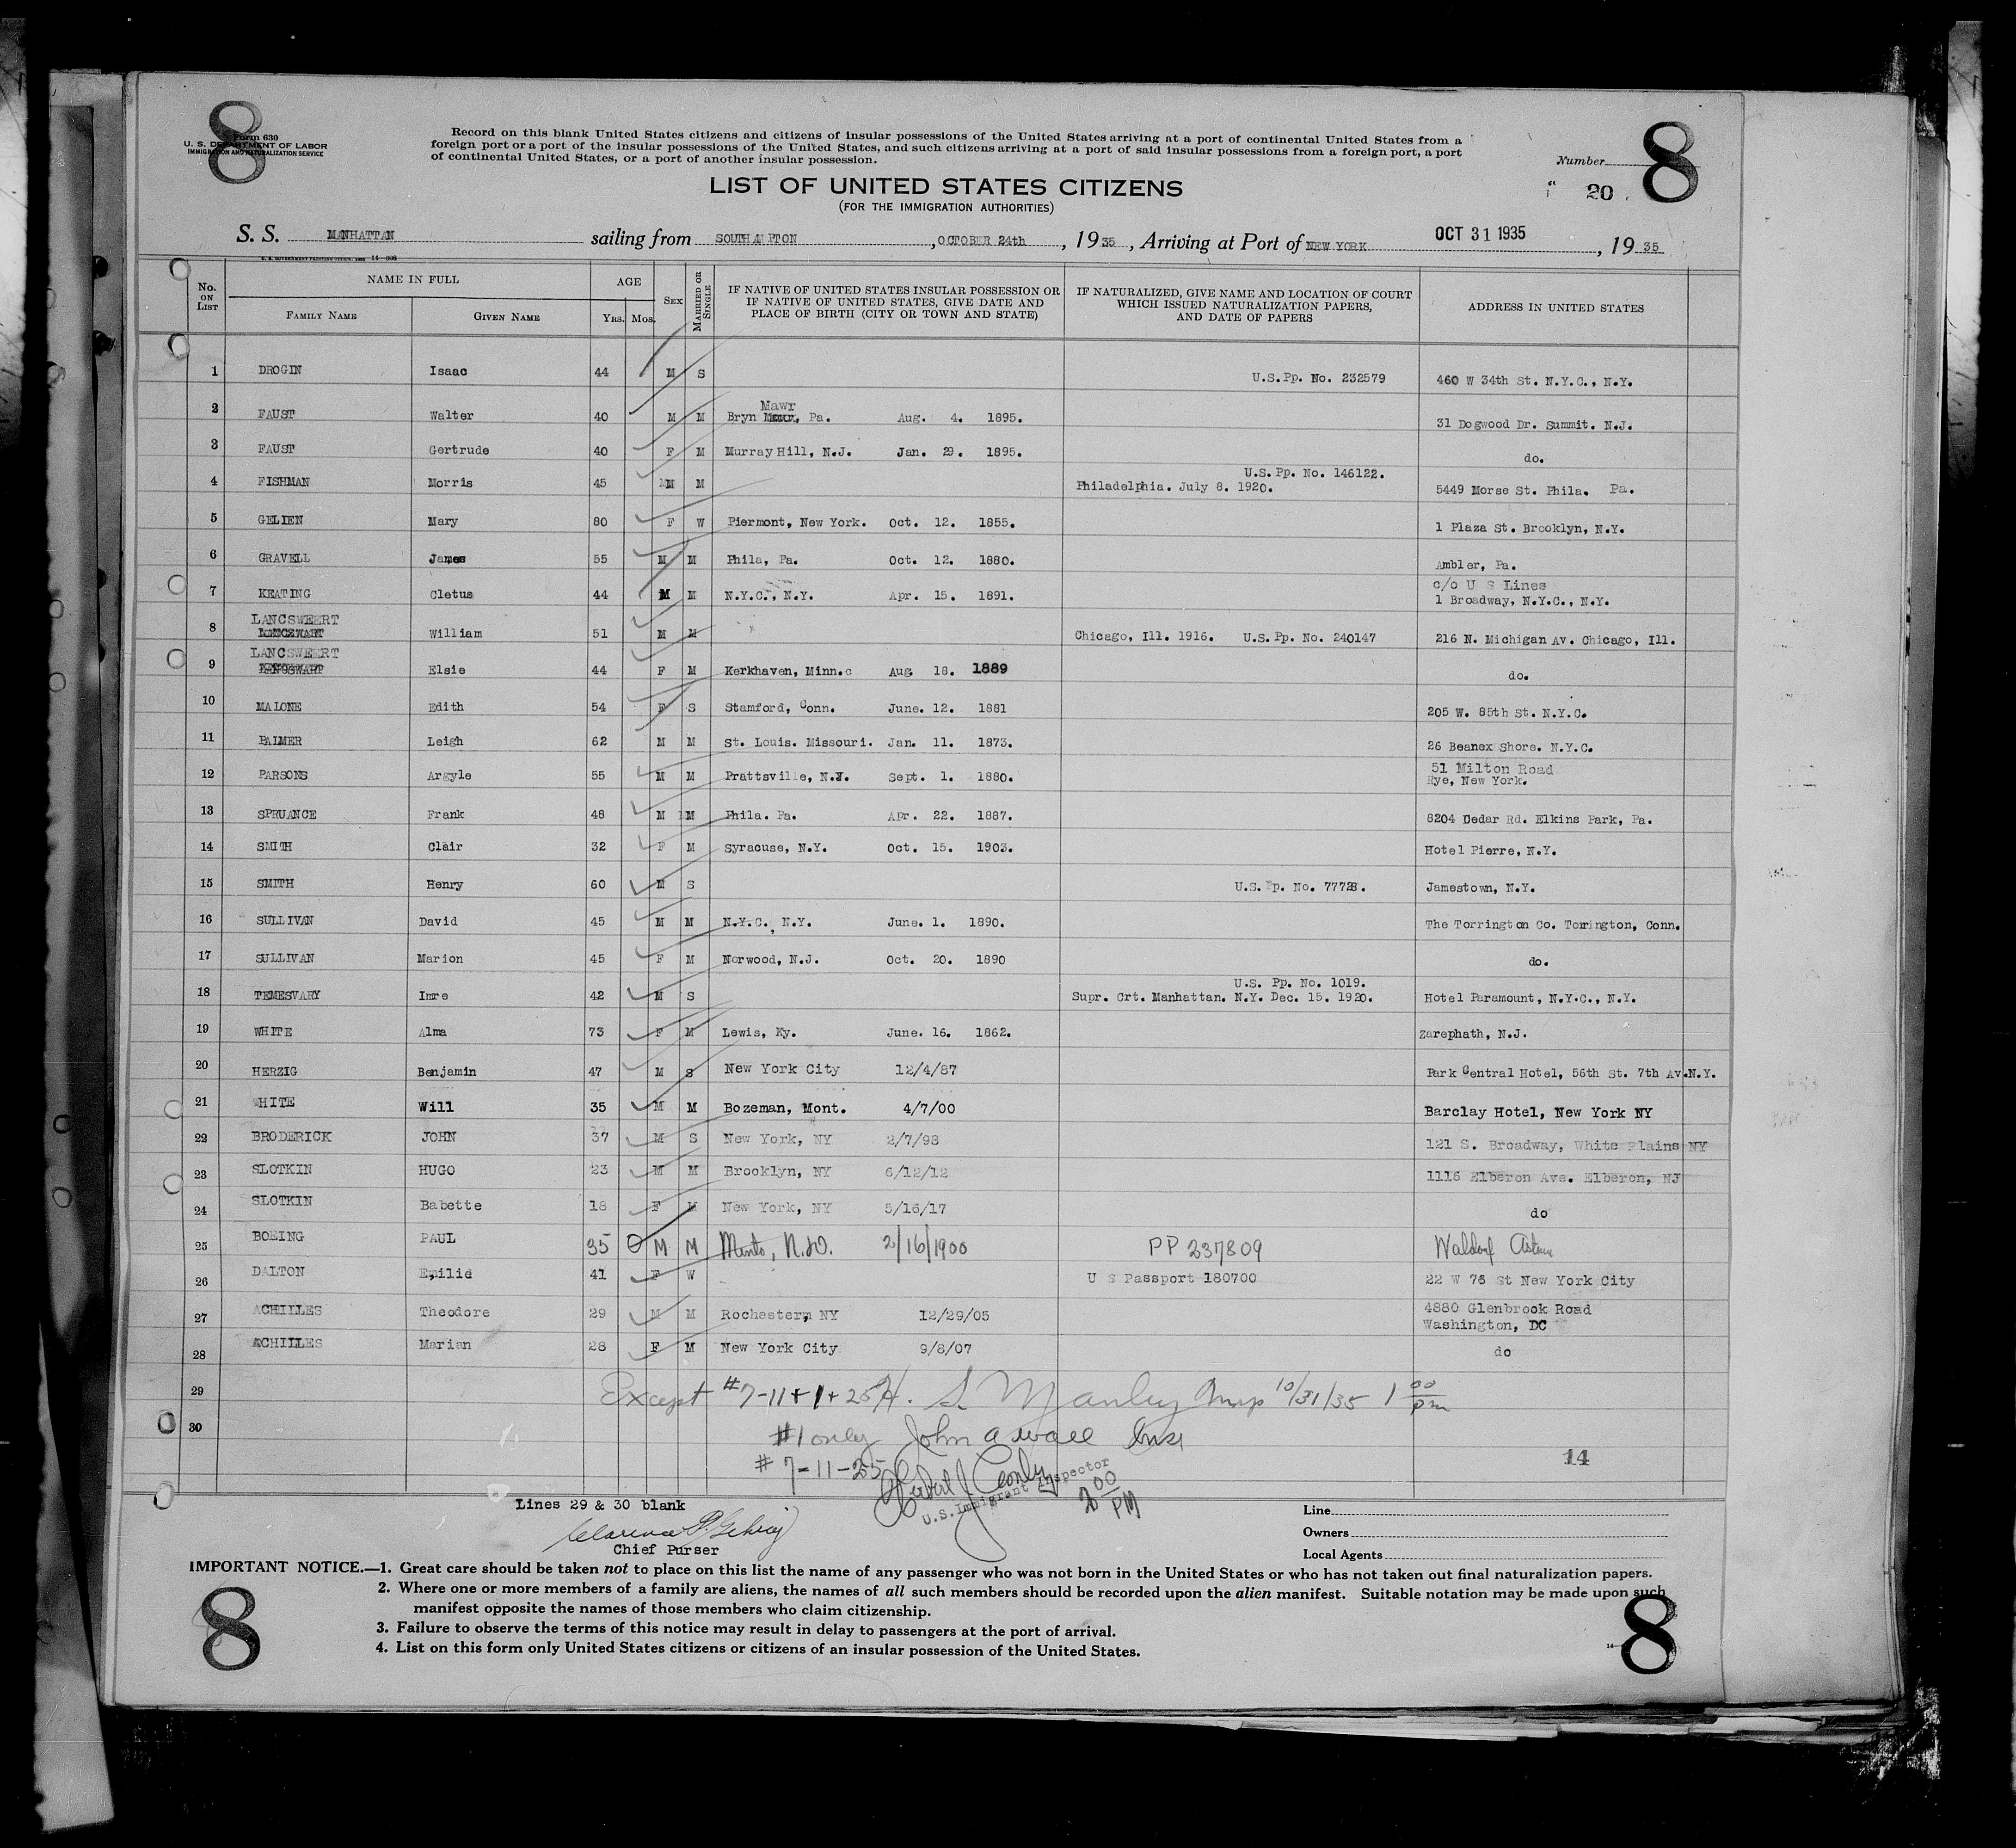 8
8
Form 630
U. S. DEPARTMENT OF LABOR
IMMIGRATION AND NATURALIZATION SERVICE
Record on this blank United States citizens and citizens of insular possessions of the United States arriving at a port of continental United States from a
foreign port or a port of the insular possessions of the United States, and such citizens arriving at a port of said insular possessions from a foreign port, a port
of continental United States, or a port of another insular possession.
Number
20
LIST OF UNITED STATES CITIZENS
(FOR THE IMMIGRATION AUTHORITIES)
S. S. MANHATTAN sailing from SOUTHAMPTON, OCTOBER 24th, 1935, Arriving at Port of NEW YORK OCT 31 1935, 1935
No. ON LIST NAME IN FULL AGE SEX MARRIED OR SINGLE IF NATIVE OF UNITED STATES INSULAR POSSESSION OR IF NATIVE OF UNITED STATES, GIVE DATE AND PLACE OF BIRTH (CITY OR TOWN AND STATE) IF NATURALIZED, GIVE NAME AND LOCATION OF COURT WHICH ISSUED NATURALIZATION PAPERS, AND DATE OF PAPERS ADDRESS IN UNITED STATES
FAMILY NAME GIVEN NAME YRS. MOS.
1 DROGIN Isaac 44 M S U.S.Pp. No. 232579 460 W 34th St. N.Y.C., N.Y.
2 FAUST Walter 40 M M Bryn Mawr, Pa. Aug. 4. 1895. 31 Dogwood Dr. Summit. N.J.
3 FAUST Gertrude 40 F M Murray Hill, N.J. Jan. 29. 1895. do.
4 FISHMAN Morris 45 M M Philadelphia. July 8. 1920. U.S. Pp. No. 146122. 5449 Morse St. Phila. Pa.
5 GELIEN Mary 80 F W Piermont, New York. Oct. 12. 1855. 1 Plaza St. Brooklyn, N.Y.
6 GRAVELL James 55 M M Phila, Pa. Oct. 12. 1880. Ambler, Pa.
7 KEATING Cletus 44 M M N.Y.C., N.Y. Apr. 15. 1891. c/o U S Lines 1 Broadway, N.Y.C., N.Y.
8 LANCSWEERT William 51 M M Chicago, Ill. 1916. U.S. Pp. No. 240147 216 N. Michigan Av. Chicago, Ill.
9 LANCSWEERT Elsie 44 F M Kerkhaven, Minn.c Aug 18. 1889 do.
10 MALONE Edith 54 F S Stamford, Conn. June. 12. 1881 205 W. 85th St. N.Y.C.
11 PALMER Leigh 62 M M St. Louis. Missouri. Jan. 11. 1873. 26 Beanex Shore. N.Y.C.
12 PARSONS Argyle 55 M M Prattsville, N.Y. Sept. 1. 1880. 51 Milton Road Rye, New York.
13 SPRUANCE Frank 48 M M Phila. Pa. Apr. 22. 1887. 8204 Cedar Rd. Elkins Park, Pa.
14 SMITH Clair 32 F M Syracuse, N.Y. Oct. 15. 1903. Hotel Pierre, N.Y.
15 SMITH Henry 60 M S U.S. Pp. No. 77728. Jamestown, N.Y.
16 SULLIVAN David 45 M M N.Y.C., N.Y. June. 1. 1890. The Torrington Co. Torrington, Conn.
17 SULLIVAN Marion 45 F M Norwood, N.J. Oct. 20. 1890 do.
18 TEMESVARY Imre 42 M S U.S. Pp. No. 1019. Supr. Crt. Manhattan. N.Y. Dec. 15. 1920. Hotel Paramount, N.Y.C., N.Y.
19 WHITE Alma 73 F M Lewis, Ky. June. 16. 1862. Zarephath, N.J.
20 HERZIG Benjamin 47 M S New York City 12/4/87 Park Central Hotel, 56th St. 7th Av.N.Y.
21 WHITE Will 35 M M Bozeman, Mont. 4/7/00 Barclay Hotel, New York NY
22 BRODERICK JOHN 37 M S New York, NY 2/7/98 121 S. Broadway, White Plains NY
23 SLOTKIN HUGO 23 M M Brooklyn, NY 6/12/12 1116 Elberon Ave. Elberon, NJ
24 SLOTKIN Babette 18 F M New York, NY 5/16/17 do
25 BOEING PAUL 35 M M Minto, N.D. 2/16/1900 PP 237809 Waldorf Astoria
26 DALTON Emilie 41 F W U S Passport 180700 22 W 76 St New York City
27 ACHILLES Theodore 29 M M Rochester, NY 12/29/05 4880 Glenbrook Road Washington, DC
28 ACHILLES Marian 28 F M New York City 9/8/07 do
29 Except #7-11+1+25 H. S. Manley Insp 10/31/35 1 00 pm
30 #1 only John A Wall Insp
# 7-11-25
U.S. Immigrant Inspector
2 00 PM
14
Lines 29 & 30 blank
Chief Purser
Line
Owners
Local Agents
IMPORTANT NOTICE.—1. Great care should be taken not to place on this list the name of any passenger who was not born in the United States or who has not taken out final naturalization papers.
2. Where one or more members of a family are aliens, the names of all such members should be recorded upon the alien manifest. Suitable notation may be made upon such
manifest opposite the names of those members who claim citizenship.
3. Failure to observe the terms of this notice may result in delay to passengers at the port of arrival.
4. List on this form only United States citizens or citizens of an insular possession of the United States.
8
8